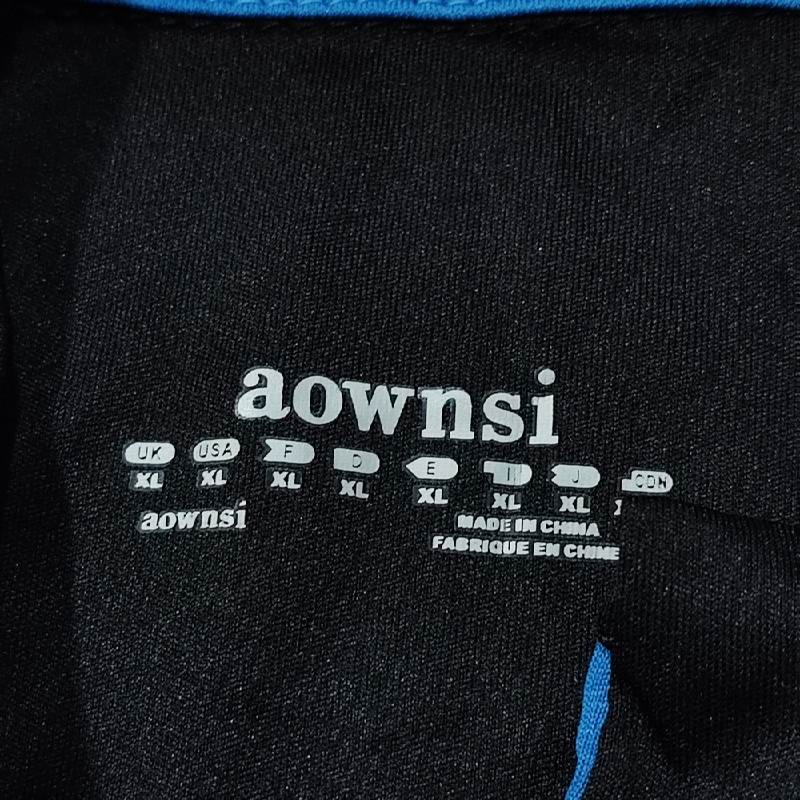 aownsi
UK USA F D E I J CDN
XL XL XL XL XL XL XL
aownsi
MADE IN CHINA
FABRIQUE EN CHINE